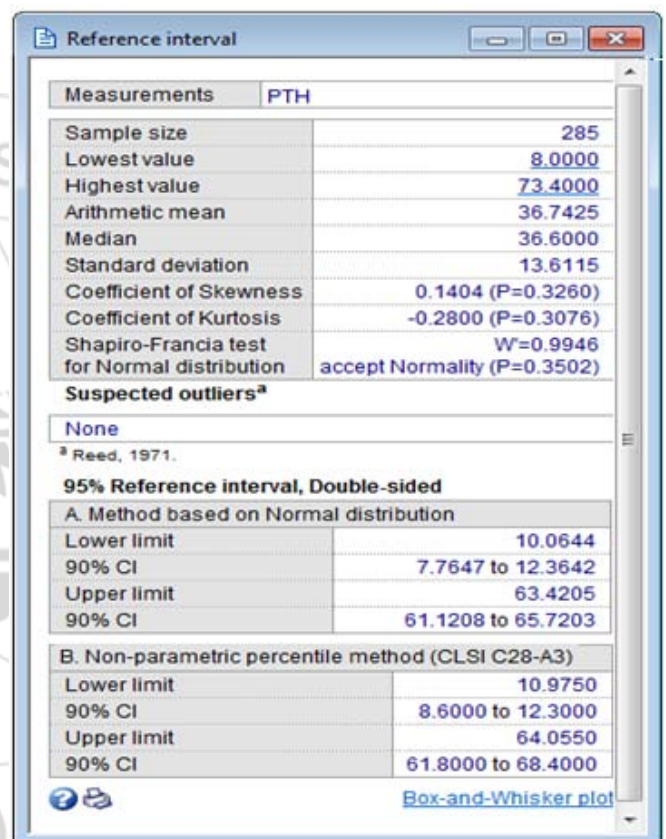 Reference interval
Measurements PTH
Sample size 285
Lowest value 8.0000
Highest value 73.4000
Arithmetic mean 36.7425
Median 36.6000
Standard deviation 13.6115
Coefficient of Skewness 0.1404 (P=0.3260)
Coefficient of Kurtosis -0.2800 (P=0.3076)
Shapiro-Francia test W'=0.9946
for Normal distribution accept Normality (P=0.3502)
Suspected outliersᵃ
None
ᵃ Reed, 1971.
95% Reference interval, Double-sided
A. Method based on Normal distribution
Lower limit 10.0644
90% CI 7.7647 to 12.3642
Upper limit 63.4205
90% CI 61.1208 to 65.7203
B. Non-parametric percentile method (CLSI C28-A3)
Lower limit 10.9750
90% CI 8.6000 to 12.3000
Upper limit 64.0550
90% CI 61.8000 to 68.4000
Box-and-Whisker plot